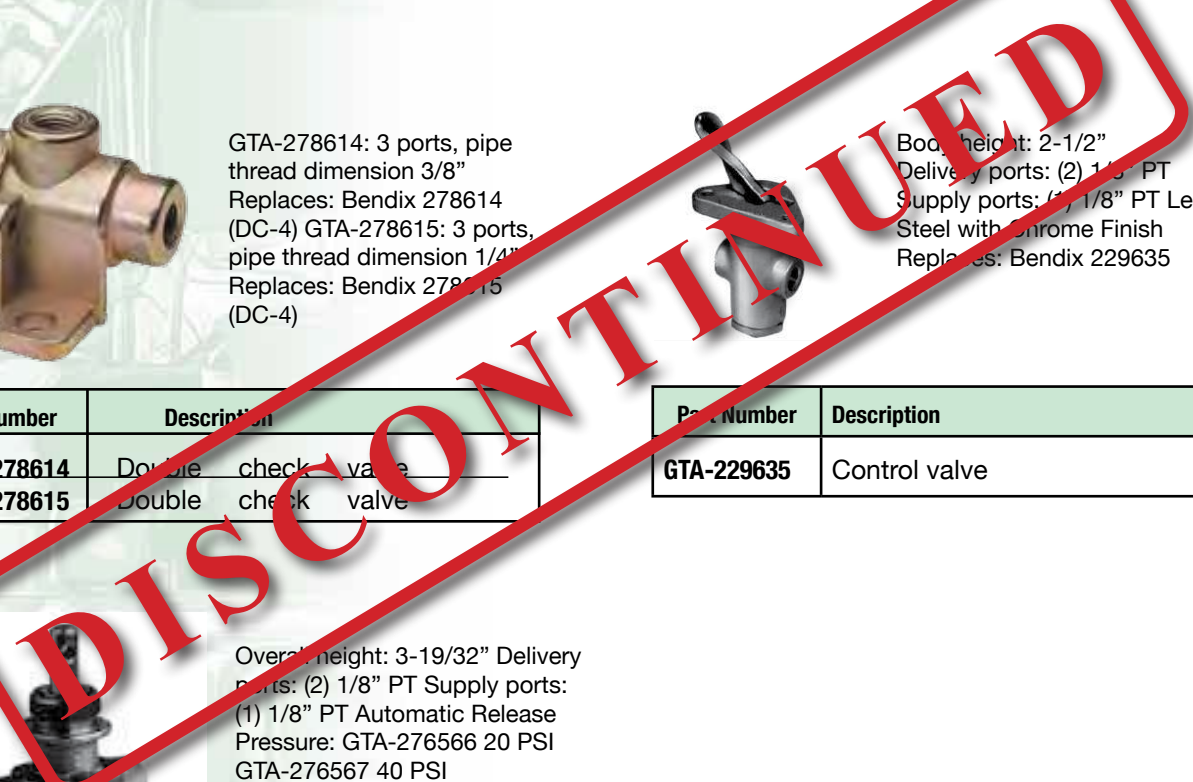 GTA-278614: 3 ports, pipe
thread dimension 3/8”
Replaces: Bendix 278614
(DC-4) GTA-278615: 3 ports,
pipe thread dimension 1/4”
Replaces: Bendix 278615
(DC-4)
Body height: 2-1/2”
Delivery ports: (2) 1/8” PT
Supply ports: (1) 1/8” PT Le
Steel with Chrome Finish
Replaces: Bendix 229635
umber Description
278614 Double check valve
278615 Double check valve
Part Number Description
GTA-229635 Control valve
DISCONTINUED
Overall height: 3-19/32” Delivery
ports: (2) 1/8” PT Supply ports:
(1) 1/8” PT Automatic Release
Pressure: GTA-276566 20 PSI
GTA-276567 40 PSI